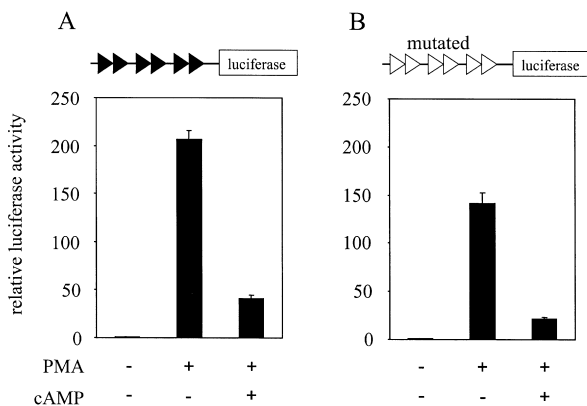 A
B
mutated
luciferase
luciferase
relative luciferase activity
250
200
150
100
50
0
250
200
150
100
50
0
PMA - + + - + +
cAMP - - + - - +